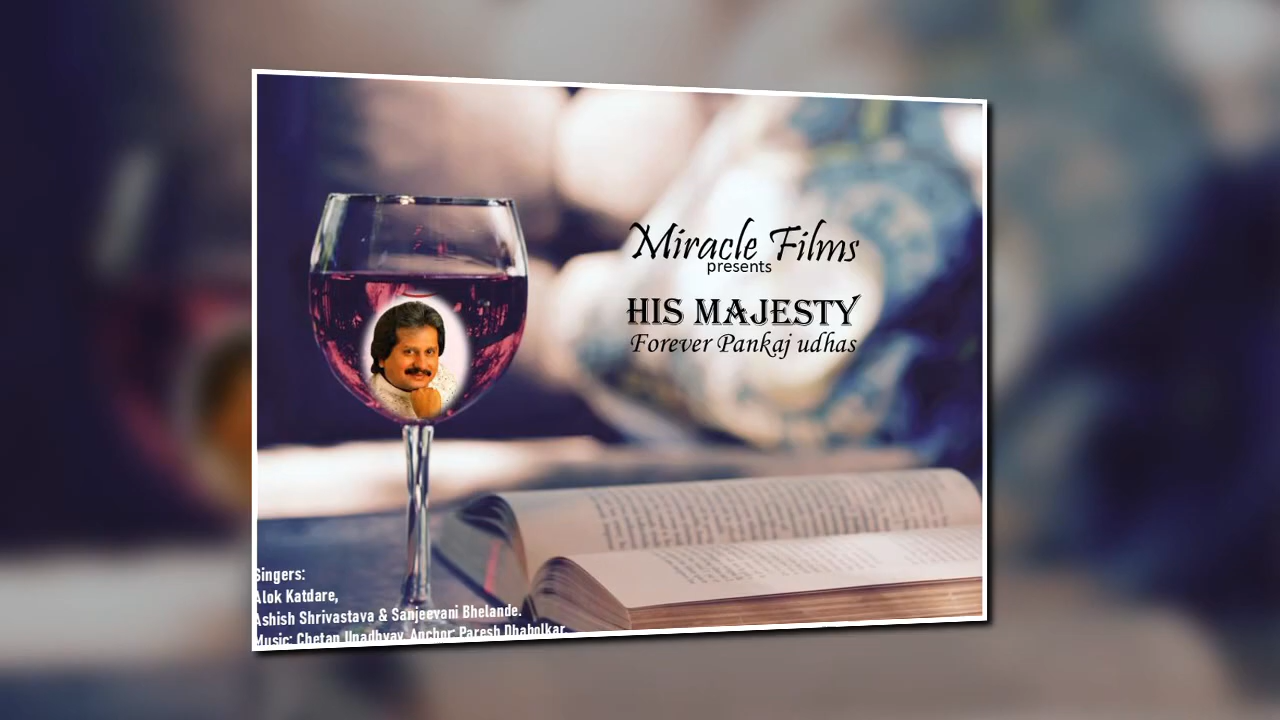 Miracle Films
presents
HIS MAJESTY
Forever Pankaj udhas
Singers:
Alok Katdare,
Ashish Shrivastava & Sanjeevani Bhelande.
Music: Chetan Upadhyay, Anchor: Paresh Dhabolkar